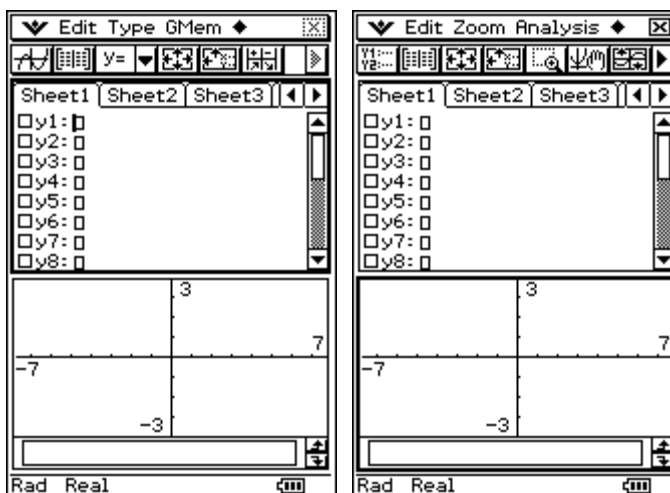 Edit Type GMem
y=
Sheet1 Sheet2 Sheet3
y1:
y2:
y3:
y4:
y5:
y6:
y7:
y8:
3
7
-7
-3
Rad Real
Edit Zoom Analysis
Y1:
Y2:
Sheet1 Sheet2 Sheet3
y1:
y2:
y3:
y4:
y5:
y6:
y7:
y8:
3
7
-7
-3
Rad Real